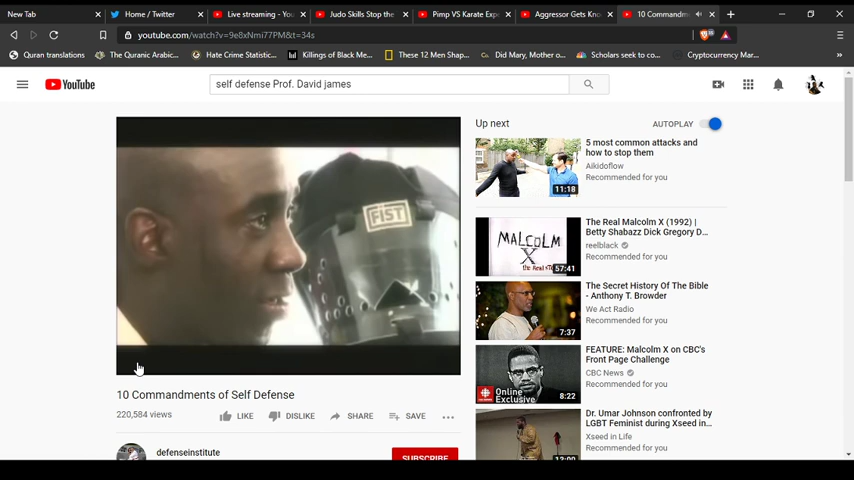 New Tab
Home / Twitter
Live streaming - You
Judo Skills Stop the
Pimp VS Karate Expe
Aggressor Gets Kno
10 Commandm
youtube.com/watch?v=9e8xNmi77PM&t=34s
Quran translations
The Quranic Arabic...
Hate Crime Statistic...
Killings of Black Me...
These 12 Men Shap...
Did Mary, Mother o...
Scholars seek to co...
Cryptocurrency Mar...
YouTube
self defense Prof. David james
FIST
10 Commandments of Self Defense
220,584 views
LIKE
DISLIKE
SHARE
SAVE
defenseinstitute
SUBSCRIBE
Up next
AUTOPLAY
11:18
5 most common attacks and
how to stop them
Aikidoflow
Recommended for you
MALCOLM
X
the Real
57:41
The Real Malcolm X (1992) |
Betty Shabazz Dick Gregory D...
reelblack
Recommended for you
7:37
The Secret History Of The Bible
- Anthony T. Browder
We Act Radio
Recommended for you
Online
Exclusive
8:22
FEATURE: Malcolm X on CBC's
Front Page Challenge
CBC News
Recommended for you
12:00
Dr. Umar Johnson confronted by
LGBT Feminist during Xseed in...
Xseed in Life
Recommended for you